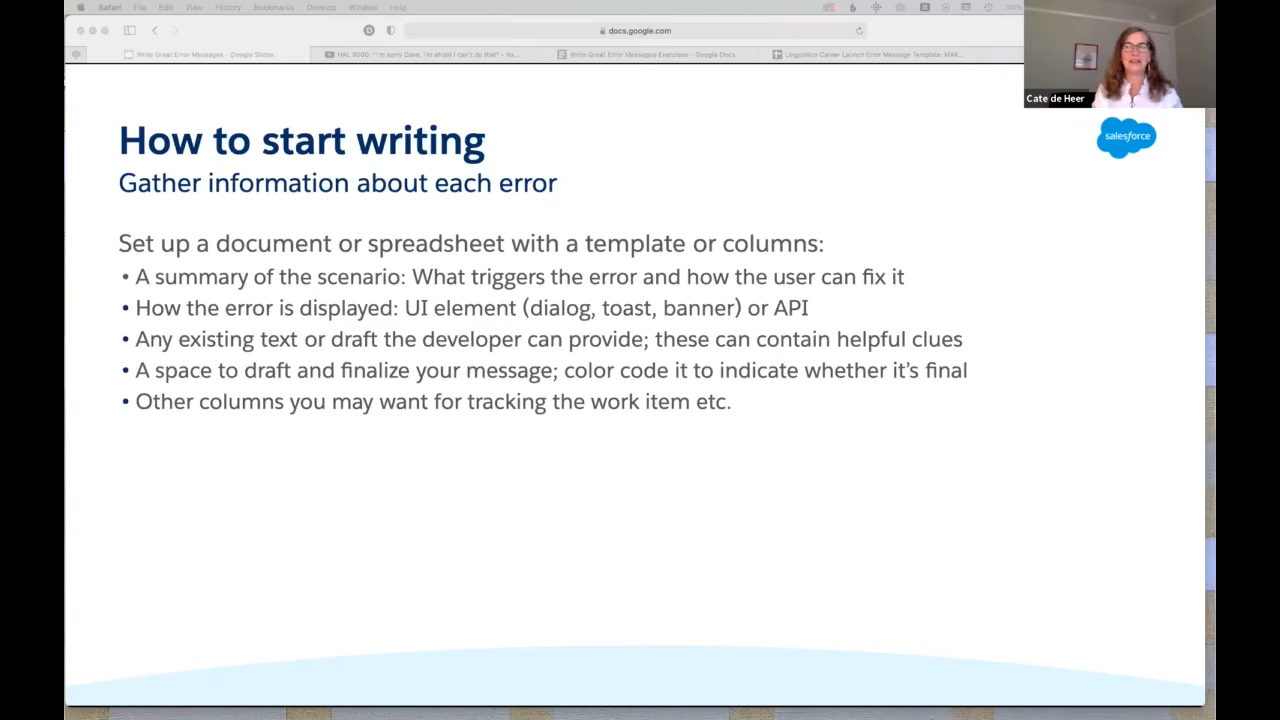 Safari File Edit View History Bookmarks Develop Window Help 100%
docs.google.com
Write Great Error Messages - Google Slides
HAL 9000: "I'm sorry Dave, I'm afraid I can't do that" - Yo...
Write Great Error Messages Exercises - Google Docs
Linguistics Career Launch Error Message Template: MAK...
Cate de Heer
salesforce
How to start writing
Gather information about each error
Set up a document or spreadsheet with a template or columns:
• A summary of the scenario: What triggers the error and how the user can fix it
• How the error is displayed: UI element (dialog, toast, banner) or API
• Any existing text or draft the developer can provide; these can contain helpful clues
• A space to draft and finalize your message; color code it to indicate whether it’s final
• Other columns you may want for tracking the work item etc.